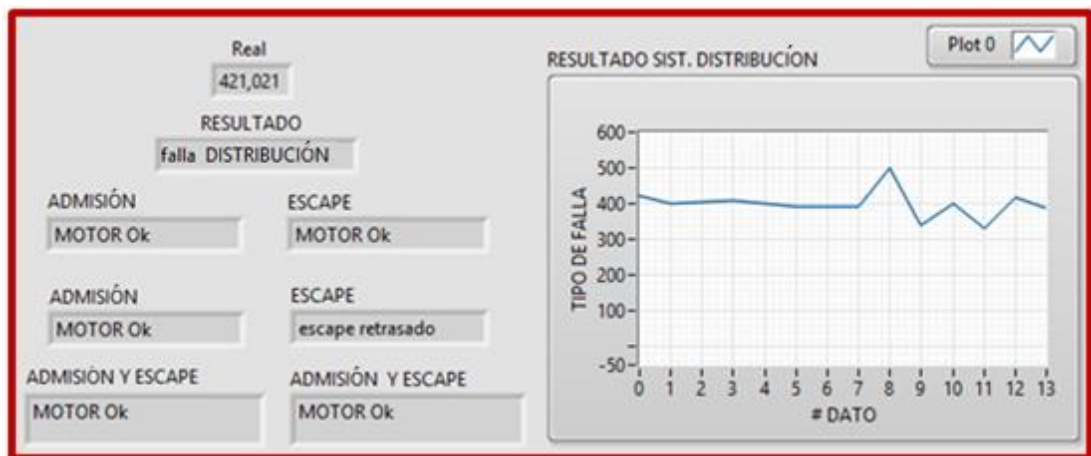 Real
421,021
RESULTADO
falla DISTRIBUCIÓN
ADMISIÓN
MOTOR Ok
ESCAPE
MOTOR Ok
ADMISIÓN
MOTOR Ok
ESCAPE
escape retrasado
ADMISIÓN Y ESCAPE
MOTOR Ok
ADMISIÓN Y ESCAPE
MOTOR Ok
RESULTADO SIST. DISTRIBUCÍON
Plot 0
TIPO DE FALLA
600
500
400
300
200
100
-50
0 1 2 3 4 5 6 7 8 9 10 11 12 13
# DATO